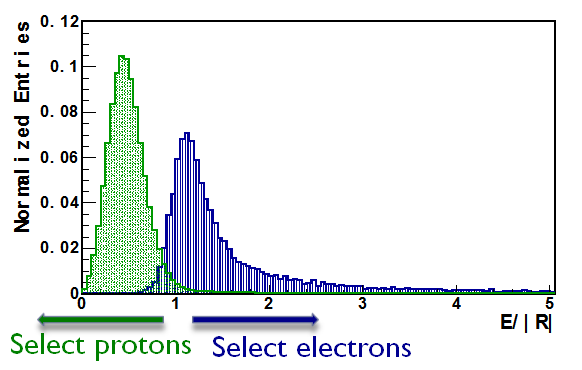 Normalized Entries
0.12
0.1
0.08
0.06
0.04
0.02
0
0 1 2 3 4 5
E/|R|
Select protons
Select electrons